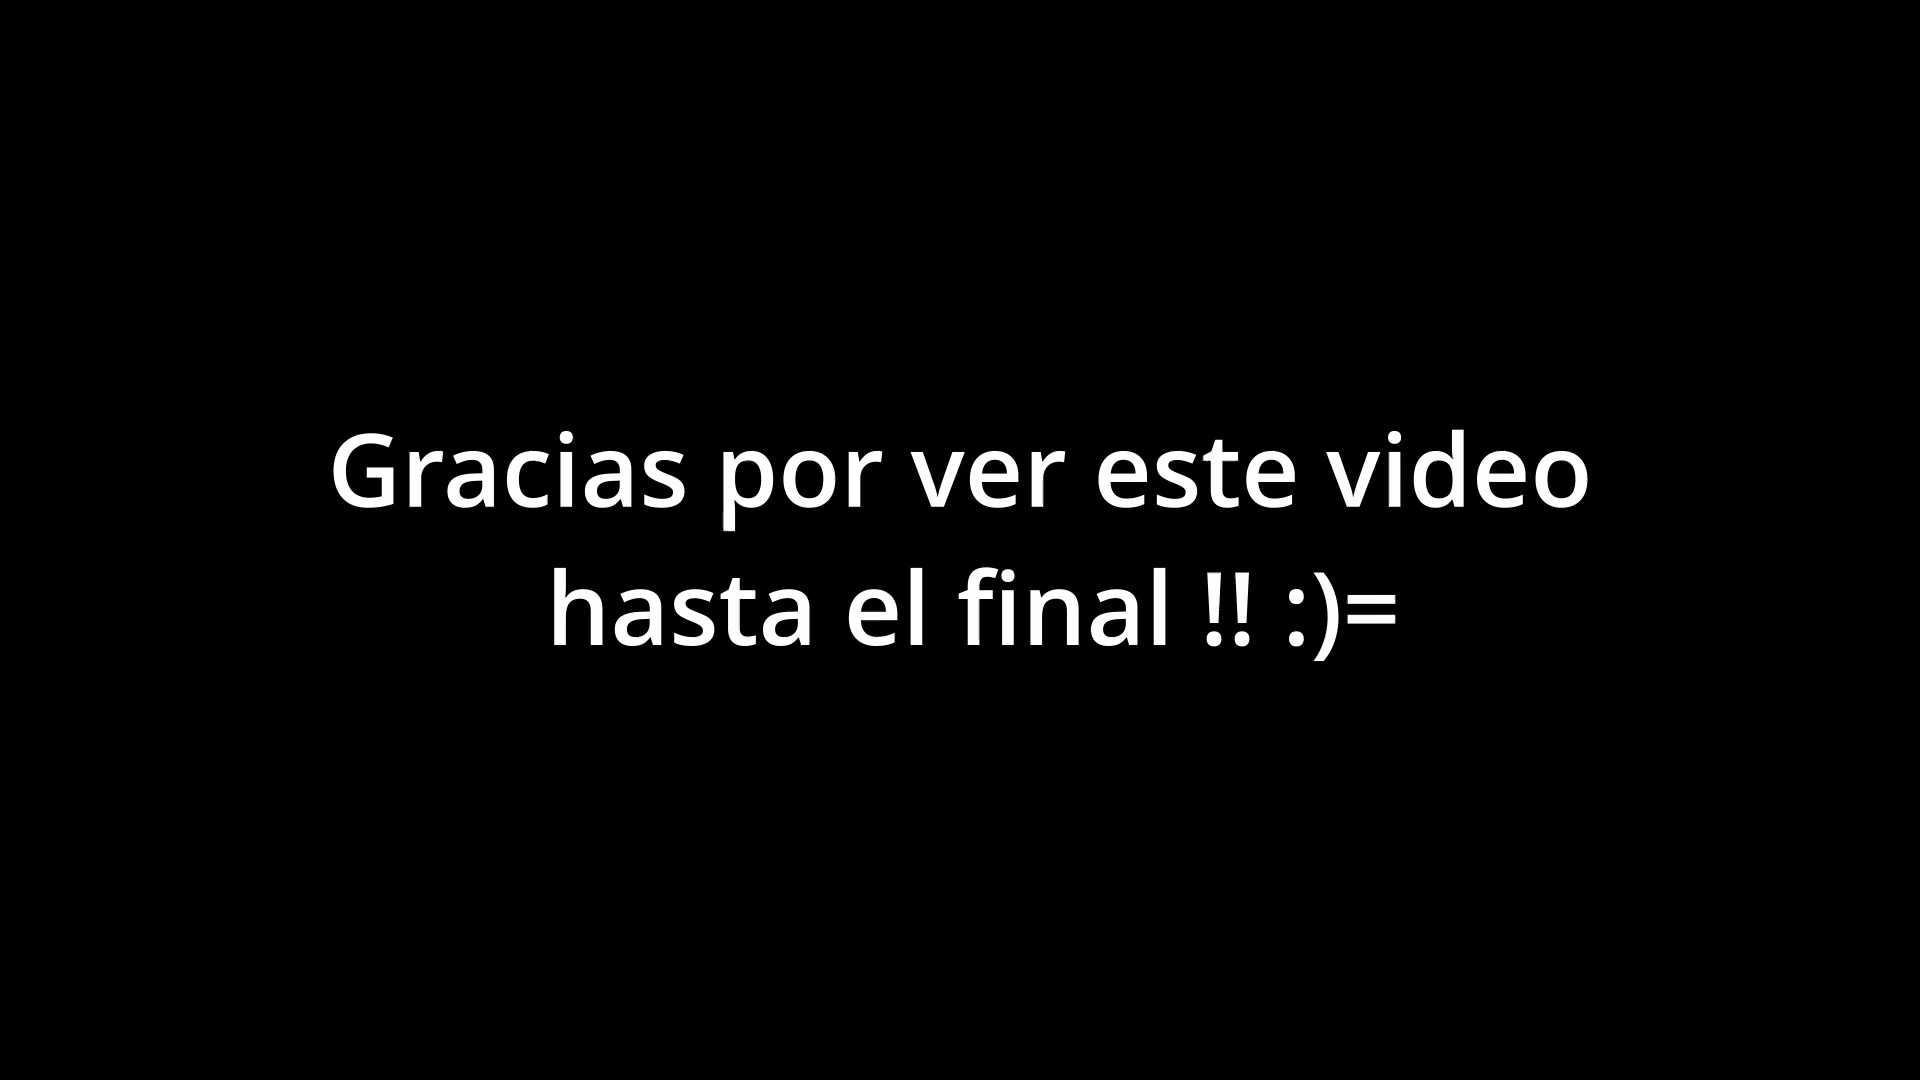 Gracias por ver este video
hasta el final !! :)=